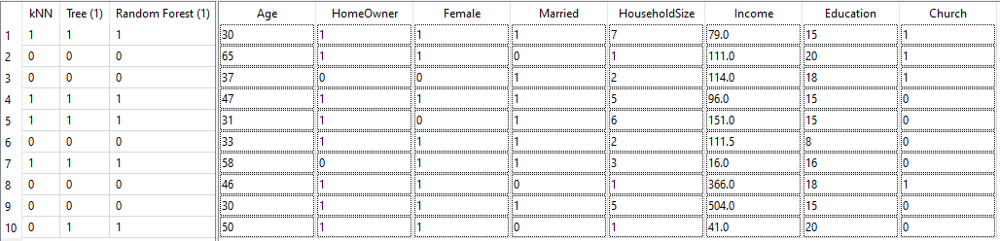 kNN Tree (1) Random Forest (1) Age HomeOwner Female Married HouseholdSize Income Education Church
1 1 1 1 30 1 1 1 7 79.0 15 1
2 0 0 0 65 1 1 0 1 111.0 20 1
3 0 0 0 37 0 0 1 2 114.0 18 1
4 1 1 1 47 1 1 1 5 96.0 15 0
5 1 1 1 31 1 0 1 6 151.0 15 0
6 0 0 0 33 1 1 1 2 111.5 8 0
7 1 1 1 58 0 1 1 3 16.0 16 0
8 0 0 0 46 1 1 0 1 366.0 18 1
9 0 0 0 30 1 1 1 5 504.0 15 0
10 0 1 1 50 1 1 0 1 41.0 20 0